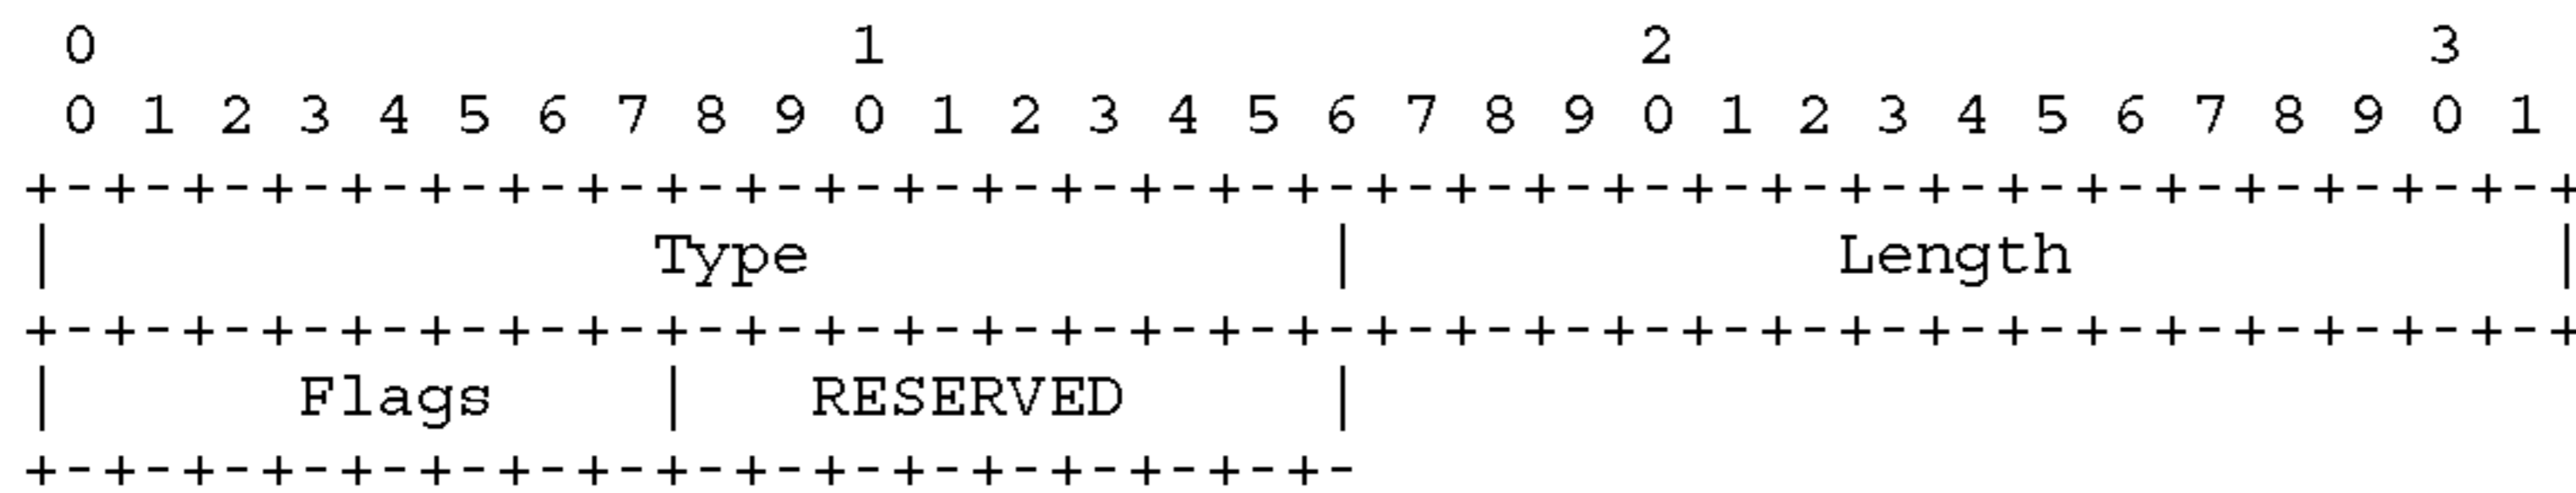 0                   1                   2                   3
 0 1 2 3 4 5 6 7 8 9 0 1 2 3 4 5 6 7 8 9 0 1 2 3 4 5 6 7 8 9 0 1
+-+-+-+-+-+-+-+-+-+-+-+-+-+-+-+-+-+-+-+-+-+-+-+-+-+-+-+-+-+-+-+-+
|               Type             |            Length            |
+-+-+-+-+-+-+-+-+-+-+-+-+-+-+-+-+-+-+-+-+-+-+-+-+-+-+-+-+-+-+-+-+
|      Flags    |   RESERVED     |
+-+-+-+-+-+-+-+-+-+-+-+-+-+-+-+-+-